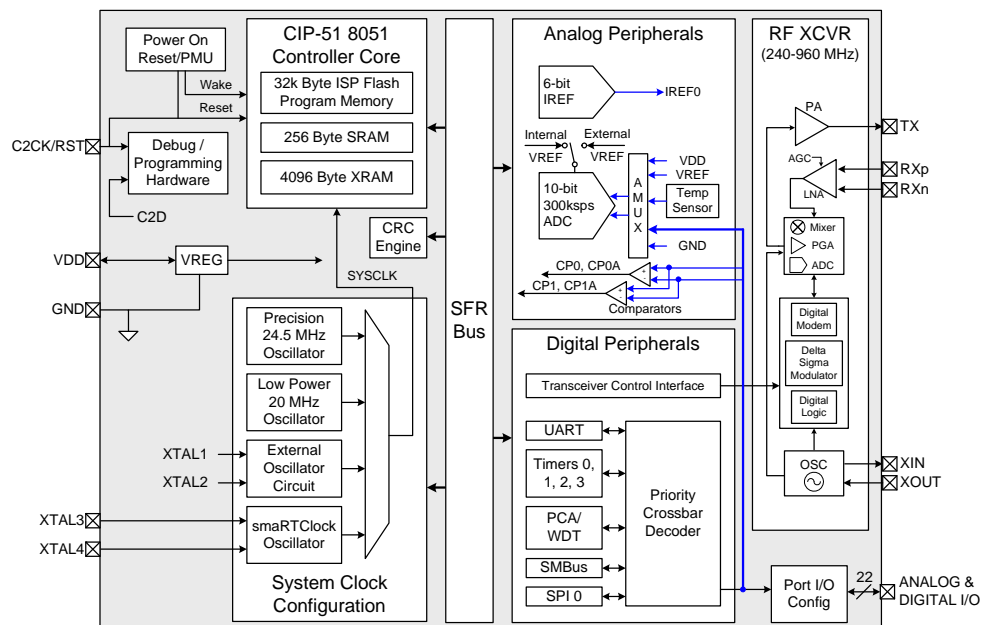 Power On
Reset/PMU
Wake
Reset
C2CK/RST
Debug /
Programming
Hardware
C2D
VDD
VREG
GND
CIP-51 8051
Controller Core
32k Byte ISP Flash
Program Memory
256 Byte SRAM
4096 Byte XRAM
CRC
Engine
SYSCLK
Precision
24.5 MHz
Oscillator
Low Power
20 MHz
Oscillator
External
Oscillator
Circuit
XTAL1
XTAL2
smaRTClock
Oscillator
XTAL3
XTAL4
System Clock
Configuration
SFR
Bus
Analog Peripherals
6-bit
IREF
IREF0
Internal
VREF
External
VREF
10-bit
300ksps
ADC
A
M
U
X
VDD
VREF
Temp
Sensor
GND
CP0, CP0A
CP1, CP1A
+
-
+
-
Comparators
Digital Peripherals
Transceiver Control Interface
UART
Timers 0,
1, 2, 3
PCA/
WDT
SMBus
SPI 0
Priority
Crossbar
Decoder
RF XCVR
(240-960 MHz)
PA
TX
AGC
LNA
RXp
RXn
Mixer
PGA
ADC
Digital
Modem
Delta
Sigma
Modulator
Digital
Logic
OSC
XIN
XOUT
Port I/O
Config
22
ANALOG &
DIGITAL I/O